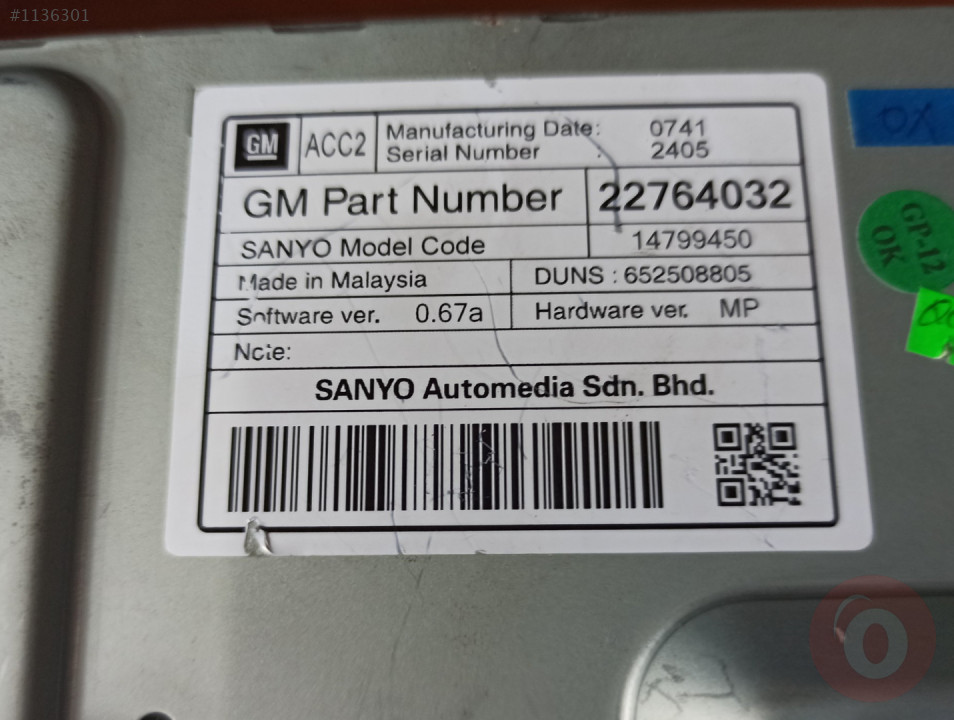 #1136301
GM ACC2 Manufacturing Date: 0741
Serial Number : 2405
GM Part Number 22764032
SANYO Model Code 14799450
Made in Malaysia DUNS : 652508805
Software ver. 0.67a Hardware ver. MP
Note:
SANYO Automedia Sdn. Bhd.
OX
GP-12
OK
O